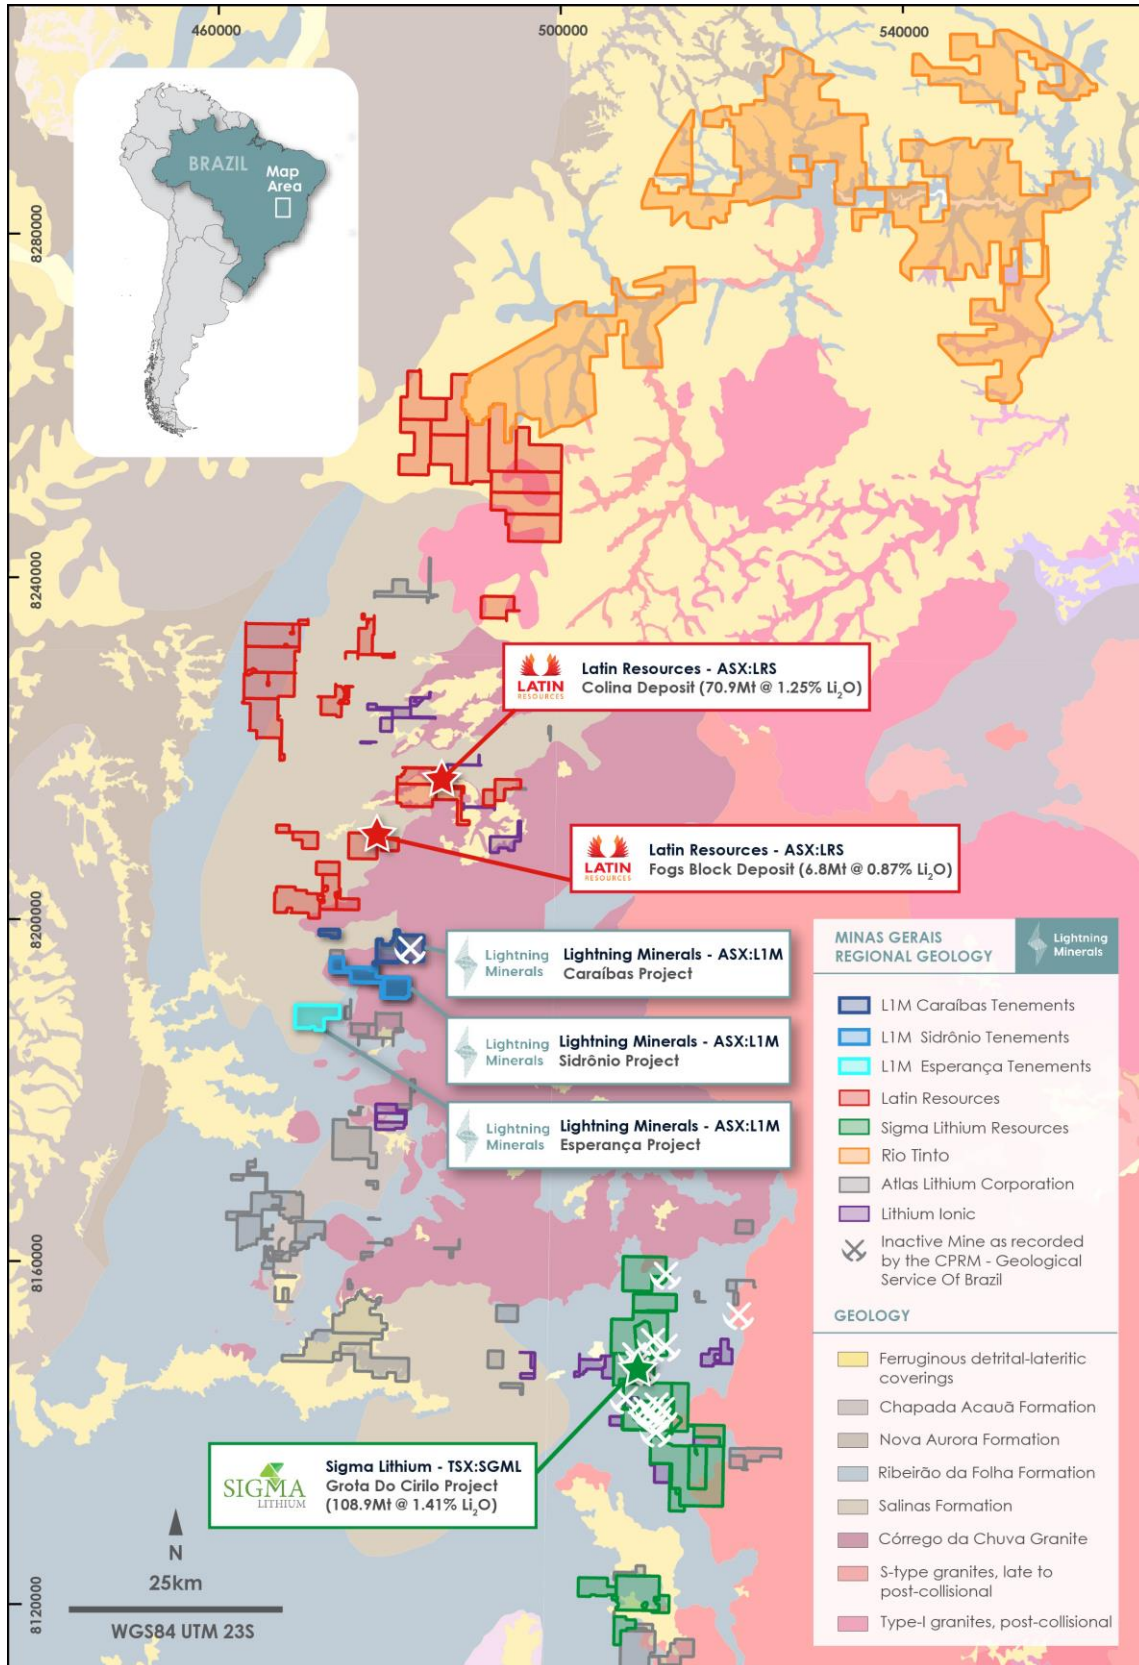 460000
500000
540000
BRAZIL
Map
Area
8280000
8240000
8200000
8160000
8120000
LATIN
RESOURCES
Latin Resources - ASX:LRS
Colina Deposit (70.9Mt @ 1.25% Li₂O)
LATIN
RESOURCES
Latin Resources - ASX:LRS
Fogs Block Deposit (6.8Mt @ 0.87% Li₂O)
Lightning
Minerals
Lightning Minerals - ASX:L1M
Caraíbas Project
Lightning
Minerals
Lightning Minerals - ASX:L1M
Sidrônio Project
Lightning
Minerals
Lightning Minerals - ASX:L1M
Esperança Project
SIGMA
LITHIUM
Sigma Lithium - TSX:SGML
Grota Do Cirilo Project
(108.9Mt @ 1.41% Li₂O)
N
25km
WGS84 UTM 23S
MINAS GERAIS
REGIONAL GEOLOGY
Lightning
Minerals
L1M Caraíbas Tenements
L1M Sidrônio Tenements
L1M Esperança Tenements
Latin Resources
Sigma Lithium Resources
Rio Tinto
Atlas Lithium Corporation
Lithium Ionic
Inactive Mine as recorded
by the CPRM - Geological
Service Of Brazil
GEOLOGY
Ferruginous detrital-lateritic
coverings
Chapada Acauã Formation
Nova Aurora Formation
Ribeirão da Folha Formation
Salinas Formation
Córrego da Chuva Granite
S-type granites, late to
post-collisional
Type-I granites, post-collisional